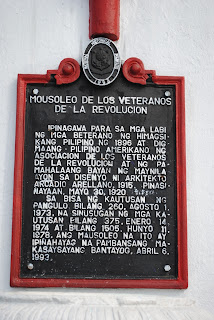 MOUSOLEO DE LOS VETERANOS
DE LA REVOLUCION
IPINAGAWA PARA SA MGA LABI
NG MGA BETERANO NG HIMAGSI-
KANG PILIPINO NG 1896 AT DIG-
MAANG-PILIPINO AMERIKANO NG
ASOCIACION DE LOS VETERANOS
DE LA REVOLUCION AT NG PA-
MAHALAANG BAYAN NG MAYNILA
AYON SA DISENYO NI ARKITEKTO
ARCADIO ARELLANO, 1915. PINASI-
NAYAAN, MAYO 30, 1920.
SA BISA NG KAUTUSAN NG
PANGULO BILANG 260, AGOSTO 1,
1973, NA SINUSUGAN NG MGA KA-
UTUSAN BILANG 375, ENERO 14,
1974 AT BILANG 1505, HUNYO 11,
1978, ANG MAUSOLEO NA ITO AY
IPINAHAYAG NA PAMBANSANG MA-
KASAYSAYANG BANTAYOG, ABRIL 6,
1993.